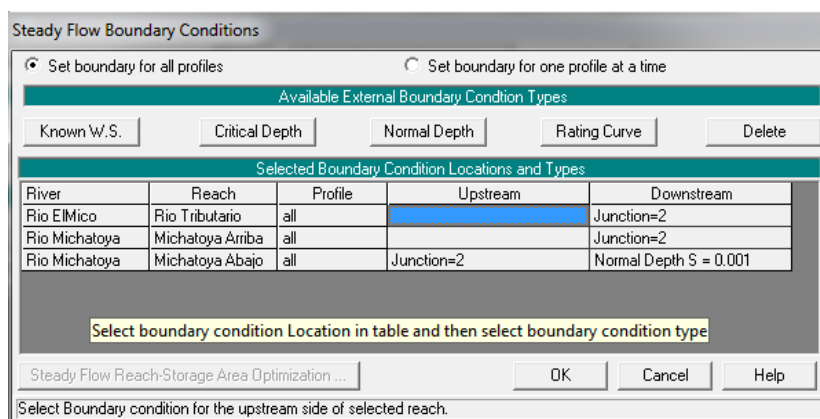 Steady Flow Boundary Conditions
Set boundary for all profiles Set boundary for one profile at a time
Available External Boundary Condtion Types
Known W.S. Critical Depth Normal Depth Rating Curve Delete
Selected Boundary Condition Locations and Types
River Reach Profile Upstream Downstream
Rio ElMico Rio Tributario all Junction=2
Rio Michatoya Michatoya Arriba all Junction=2
Rio Michatoya Michatoya Abajo all Junction=2 Normal Depth S = 0.001
Select boundary condition Location in table and then select boundary condition type
Steady Flow Reach-Storage Area Optimization ... OK Cancel Help
Select Boundary condition for the upstream side of selected reach.